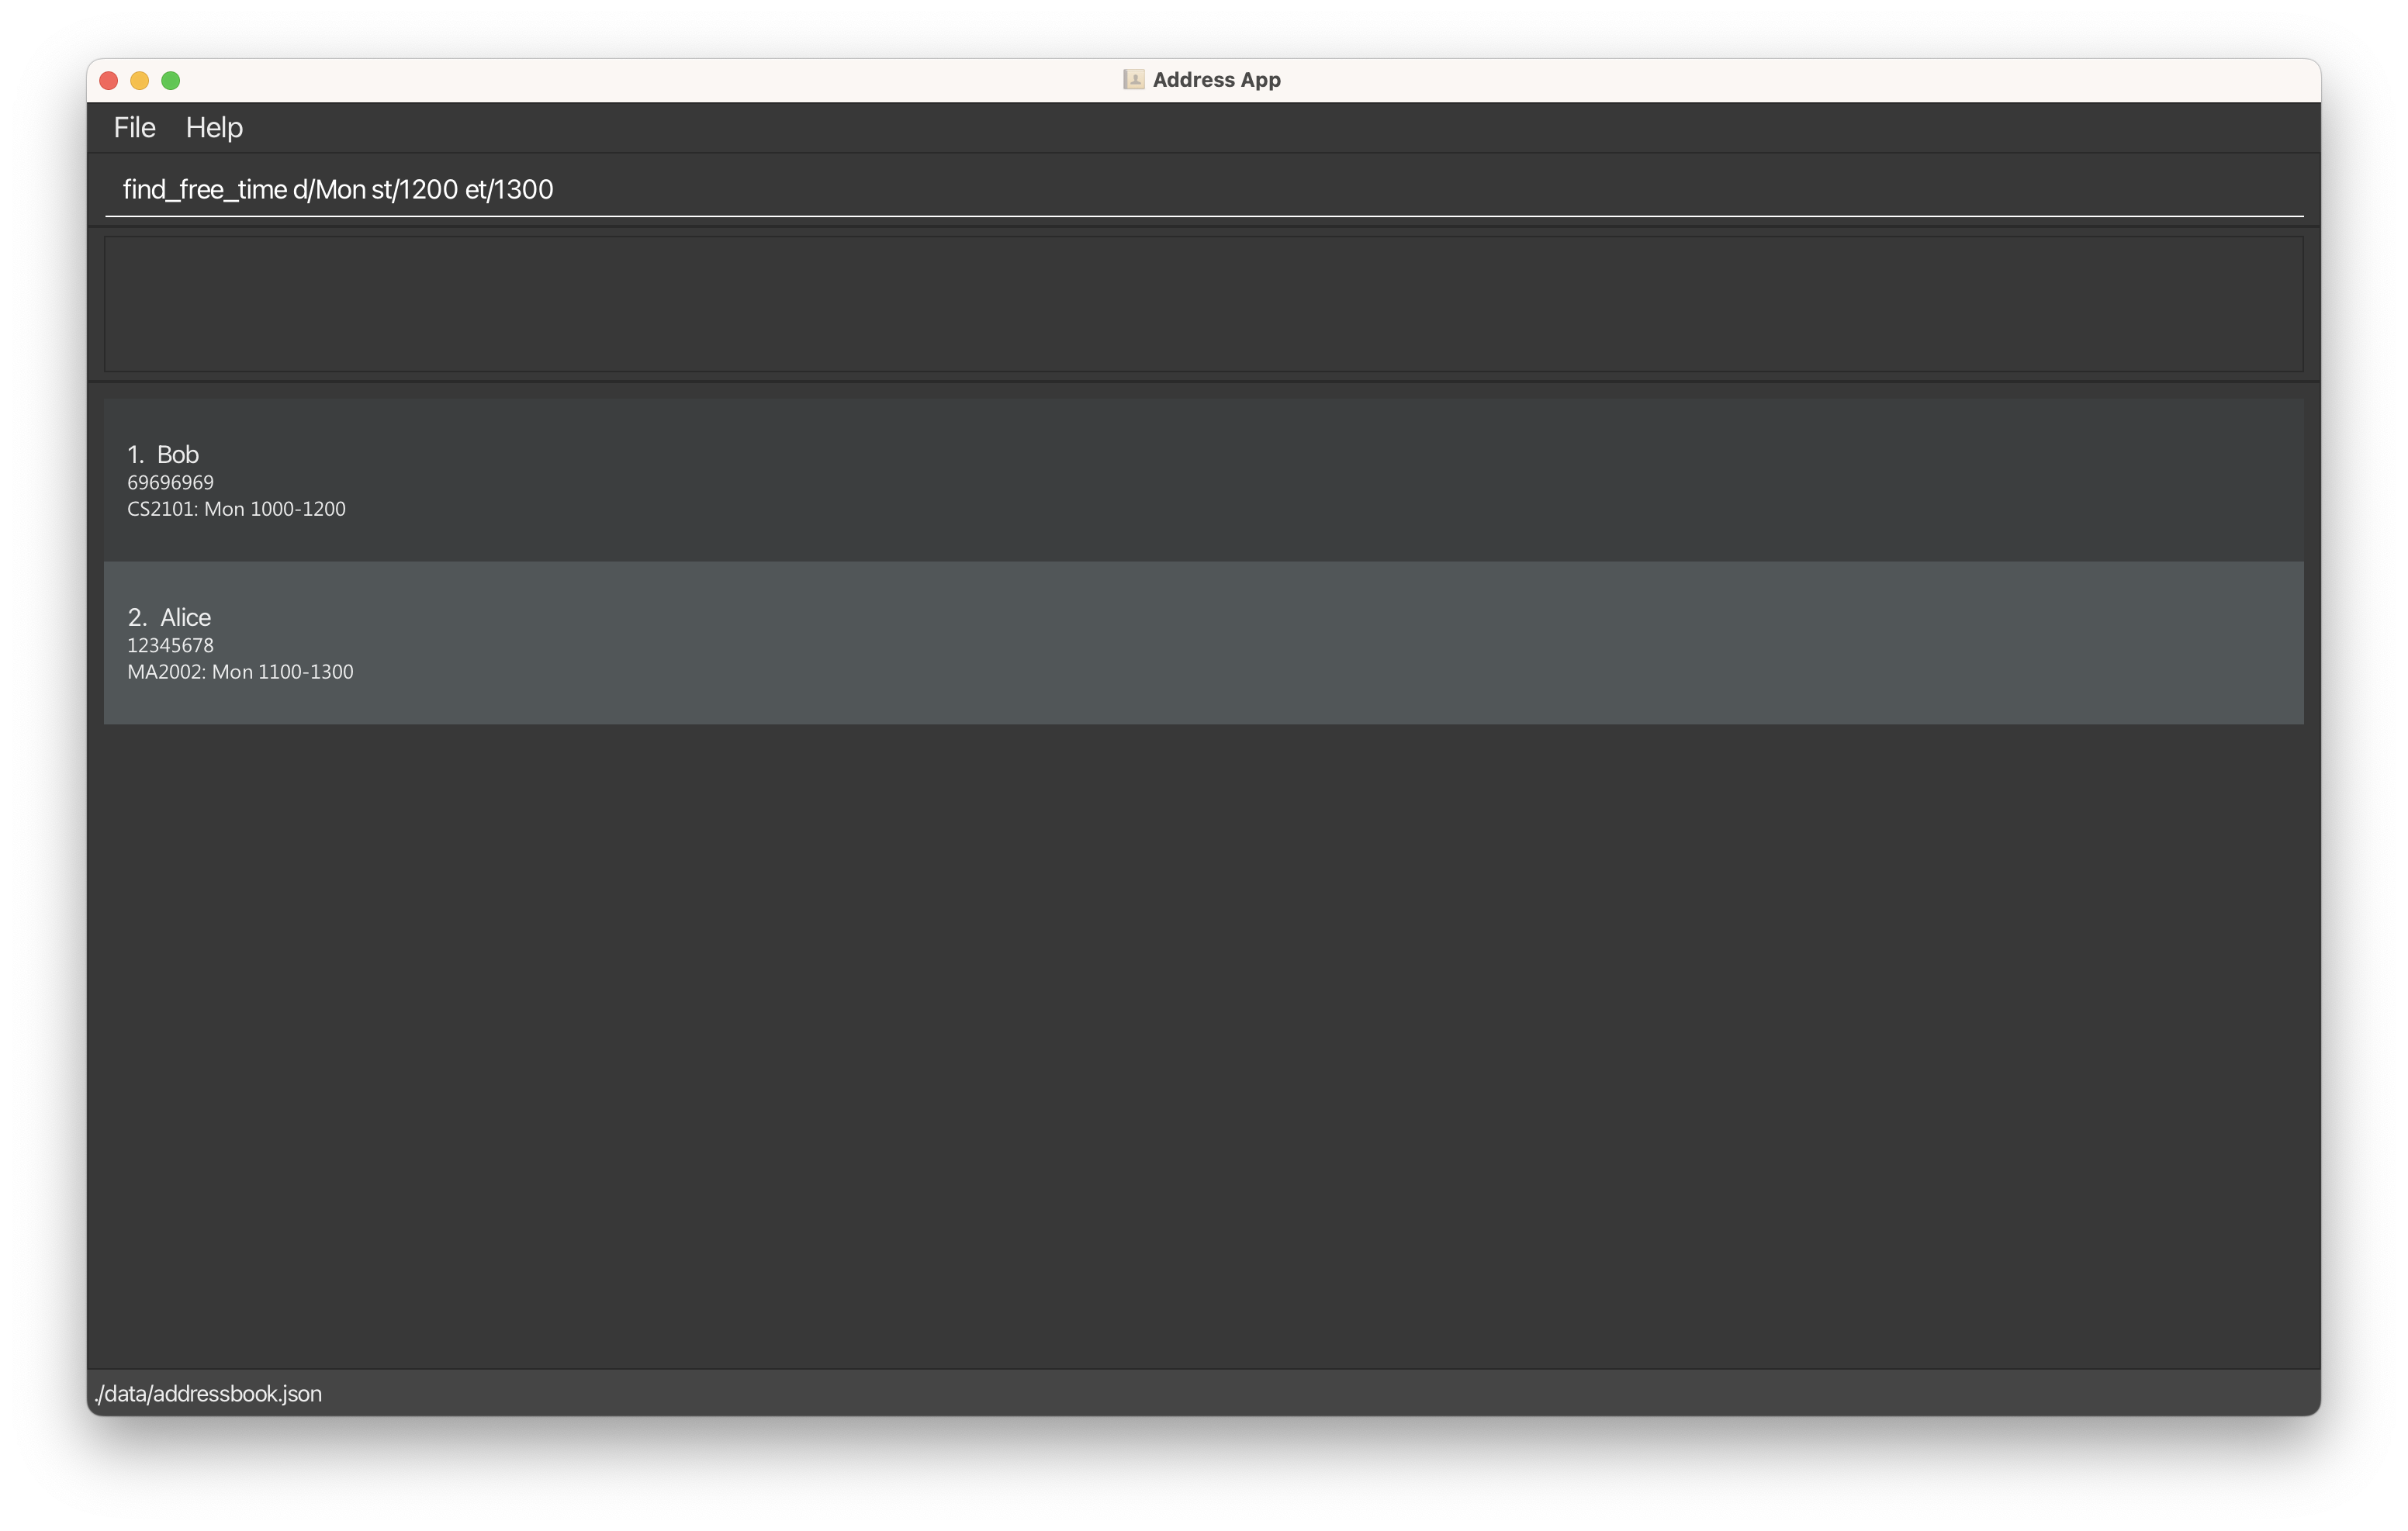 Address App
File Help
find_free_time d/Mon st/1200 et/1300
1. Bob
69696969
CS2101: Mon 1000-1200
2. Alice
12345678
MA2002: Mon 1100-1300
./data/addressbook.json